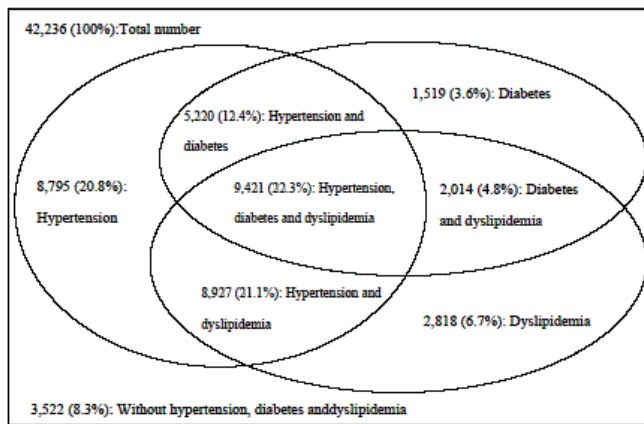 42,236 (100%):Total number
1,519 (3.6%): Diabetes
5,220 (12.4%): Hypertension and
diabetes
8,795 (20.8%):
Hypertension
9,421 (22.3%): Hypertension,
diabetes and dyslipidemia
2,014 (4.8%): Diabetes
and dyslipidemia
8,927 (21.1%): Hypertension and
dyslipidemia
2,818 (6.7%): Dyslipidemia
3,522 (8.3%): Without hypertension, diabetes anddyslipidemia